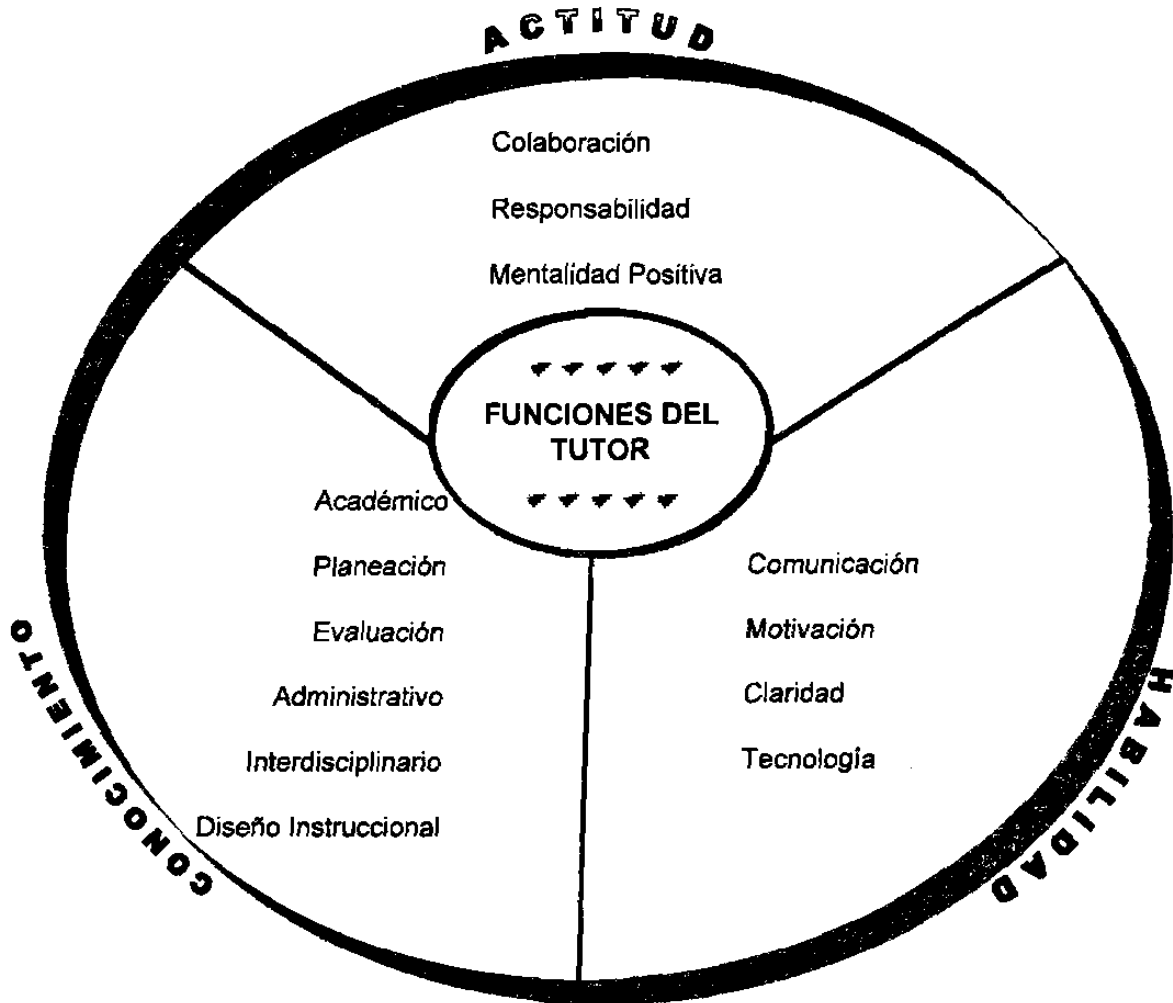 ACTITUD
Colaboración
Responsabilidad
Mentalidad Positiva
FUNCIONES DEL
TUTOR
Académico
Planeación
Evaluación
Administrativo
Interdisciplinario
Diseño Instruccional
CONOCIMIENTO
Comunicación
Motivación
Claridad
Tecnología
HABILIDAD